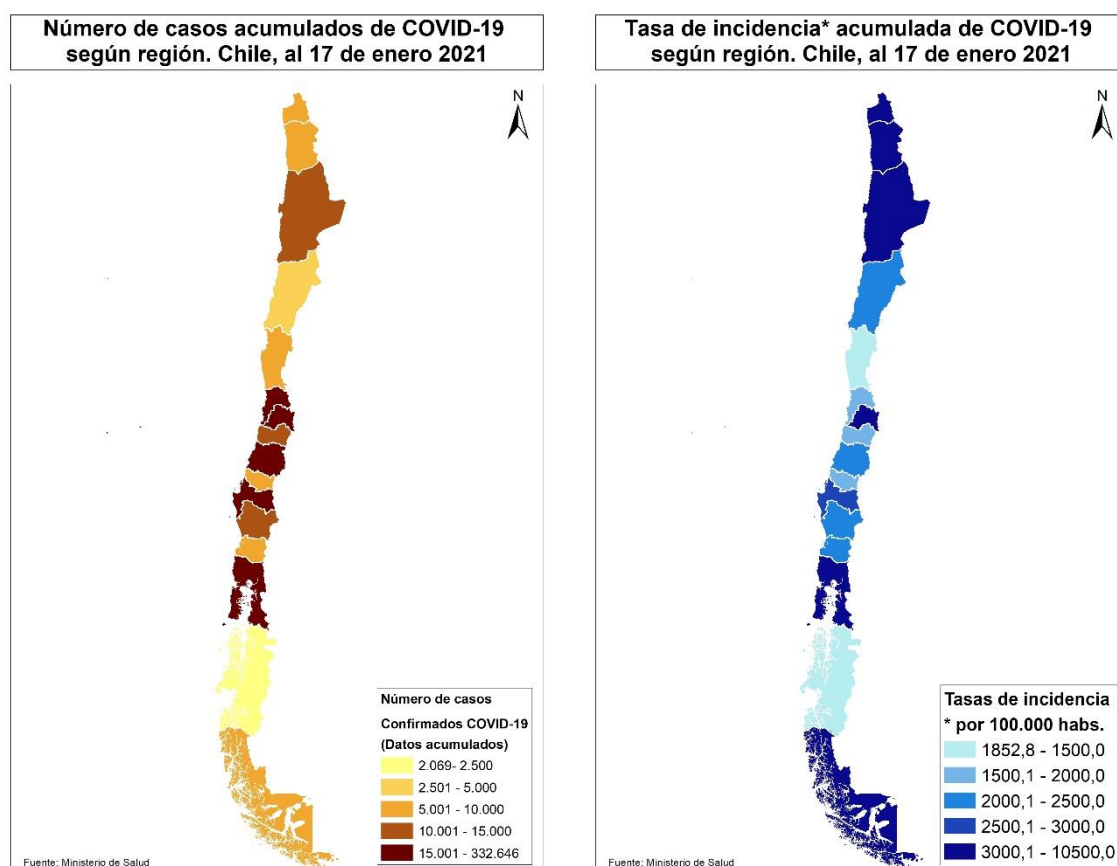 Número de casos acumulados de COVID-19
según región. Chile, al 17 de enero 2021
N
Número de casos
Confirmados COVID-19
(Datos acumulados)
2.069- 2.500
2.501 - 5.000
5.001 - 10.000
10.001 - 15.000
15.001 - 332.646
Fuente: Ministerio de Salud
Tasa de incidencia* acumulada de COVID-19
según región. Chile, al 17 de enero 2021
N
Tasas de incidencia
* por 100.000 habs.
1852,8 - 1500,0
1500,1 - 2000,0
2000,1 - 2500,0
2500,1 - 3000,0
3000,1 - 10500,0
Fuente: Ministerio de Salud